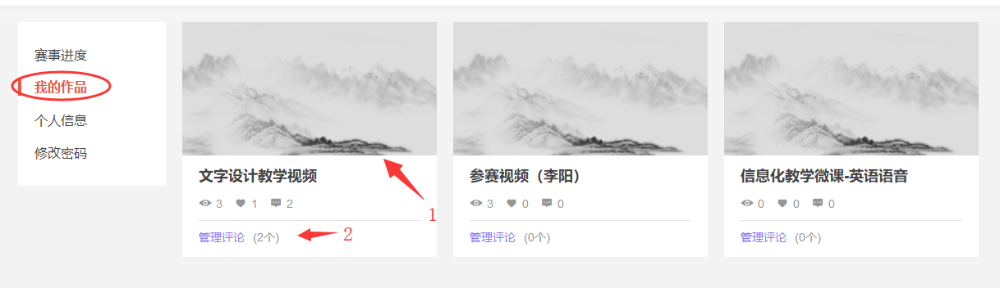 赛事进度
我的作品
个人信息
修改密码
文字设计教学视频
3 1 2
管理评论 (2个)
1
2
参赛视频（李阳）
3 0 0
管理评论 (0个)
信息化教学微课-英语语音
0 0 0
管理评论 (0个)